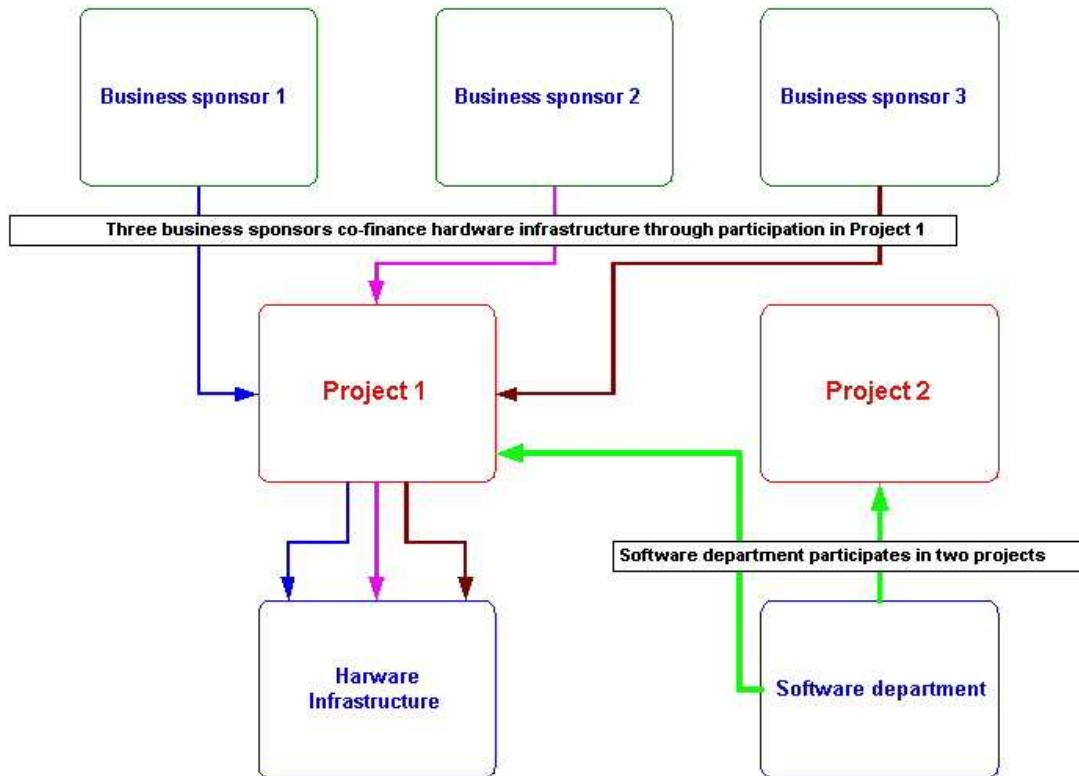 Business sponsor 1
Business sponsor 2
Business sponsor 3
Three business sponsors co-finance hardware infrastructure through participation in Project 1
Project 1
Project 2
Software department participates in two projects
Harware
Infrastructure
Software department